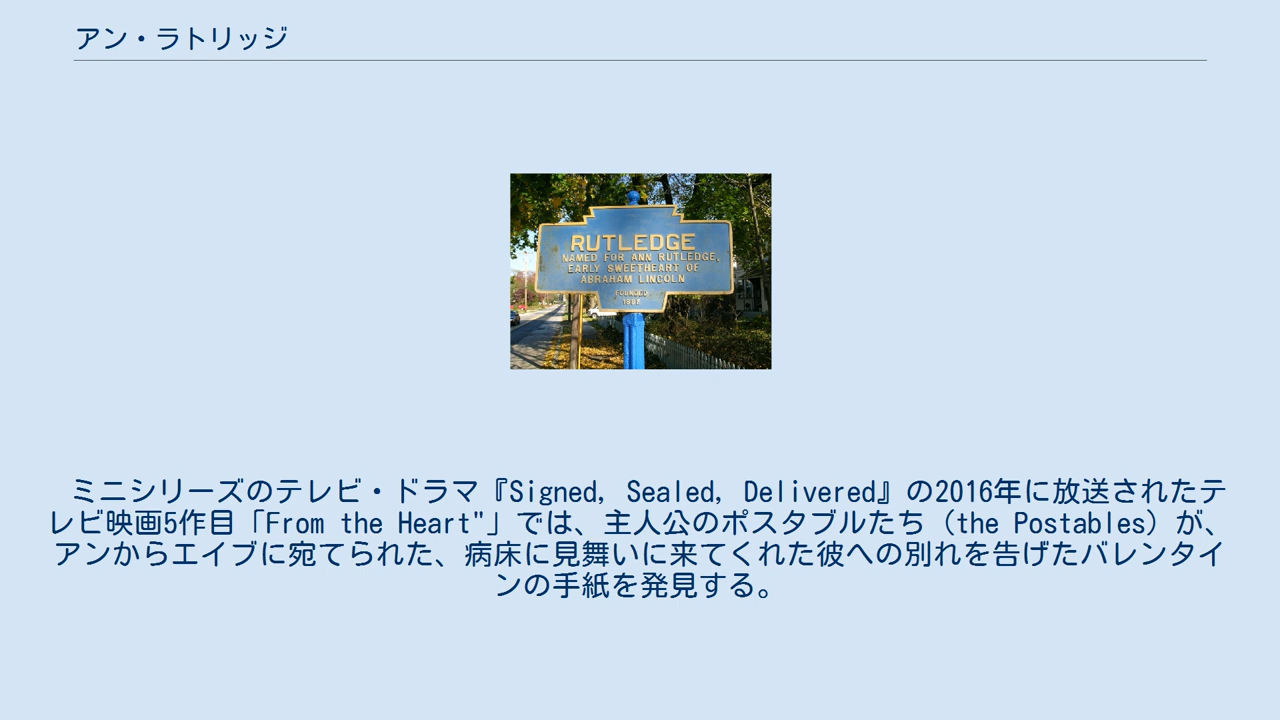 アン・ラトリッジ
RUTLEDGE
NAMED FOR ANN RUTLEDGE,
EARLY SWEETHEART OF
ABRAHAM LINCOLN
FOUNDED
ミニシリーズのテレビ・ドラマ『Signed, Sealed, Delivered』の2016年に放送されたテ
レビ映画5作目「From the Heart"」では、主人公のポスタブルたち（the Postables）が、
アンからエイブに宛てられた、病床に見舞いに来てくれた彼への別れを告げたバレンタイ
ンの手紙を発見する。